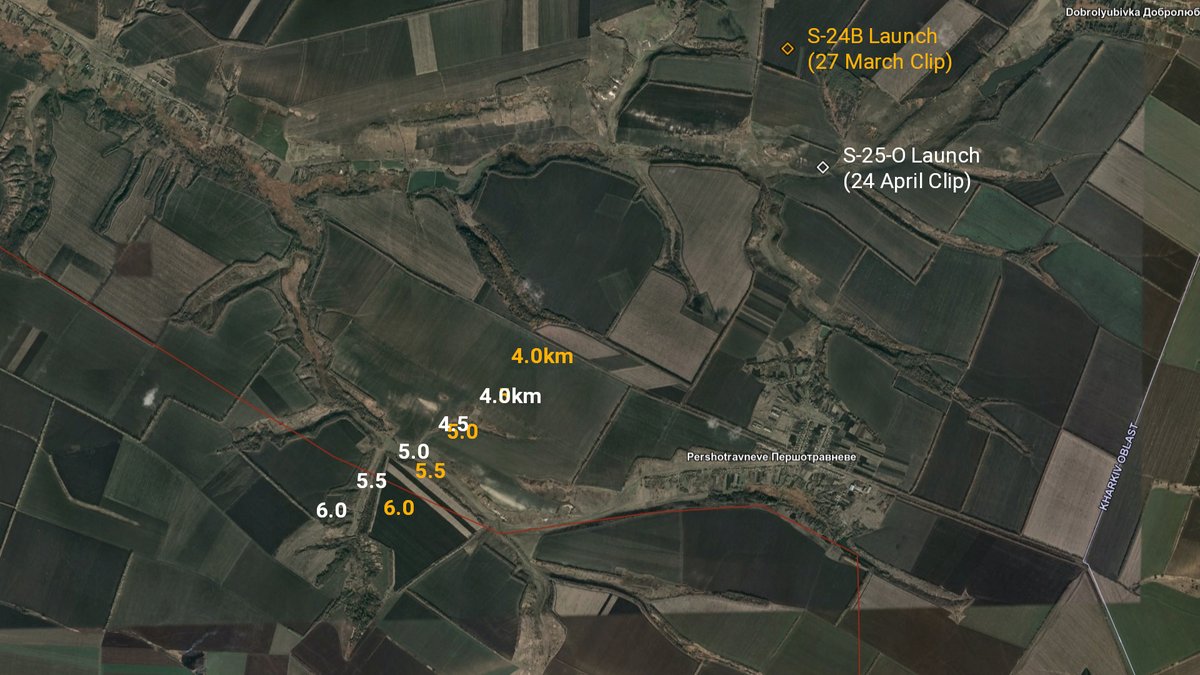 Dobrolyubivka Добролюб
S-24B Launch
(27 March Clip)
S-25-O Launch
(24 April Clip)
4.0km
4.0km
4.5
5.0
5.0
5.5
5.5
6.0
6.0
Pershotravneve Першотравневе
KHARKIV OBLAST